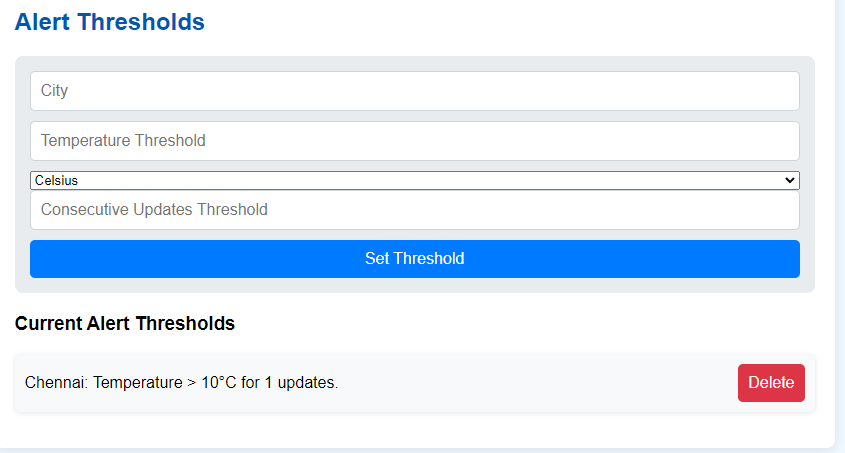 Alert Thresholds
City
Temperature Threshold
Celsius
Consecutive Updates Threshold
Set Threshold
Current Alert Thresholds
Chennai: Temperature > 10°C for 1 updates.
Delete